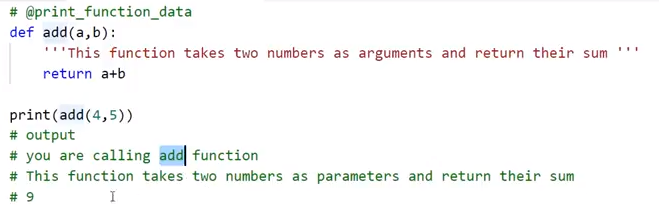 # @print_function_data
def add(a,b):
    '''This function takes two numbers as arguments and return their sum '''
    return a+b
print(add(4,5))
# output
# you are calling add function
# This function takes two numbers as parameters and return their sum
# 9